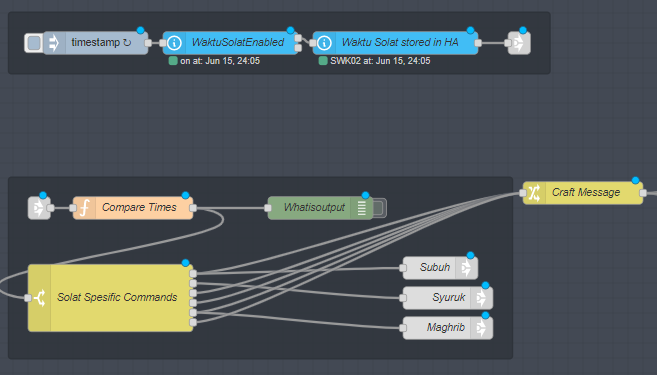 timestamp ↻
WaktuSolatEnabled
Waktu Solat stored in HA
on at: Jun 15, 24:05
SWK02 at: Jun 15, 24:05
Craft Message
Compare Times
Whatisoutput
Subuh
Solat Spesific Commands
Syuruk
Maghrib